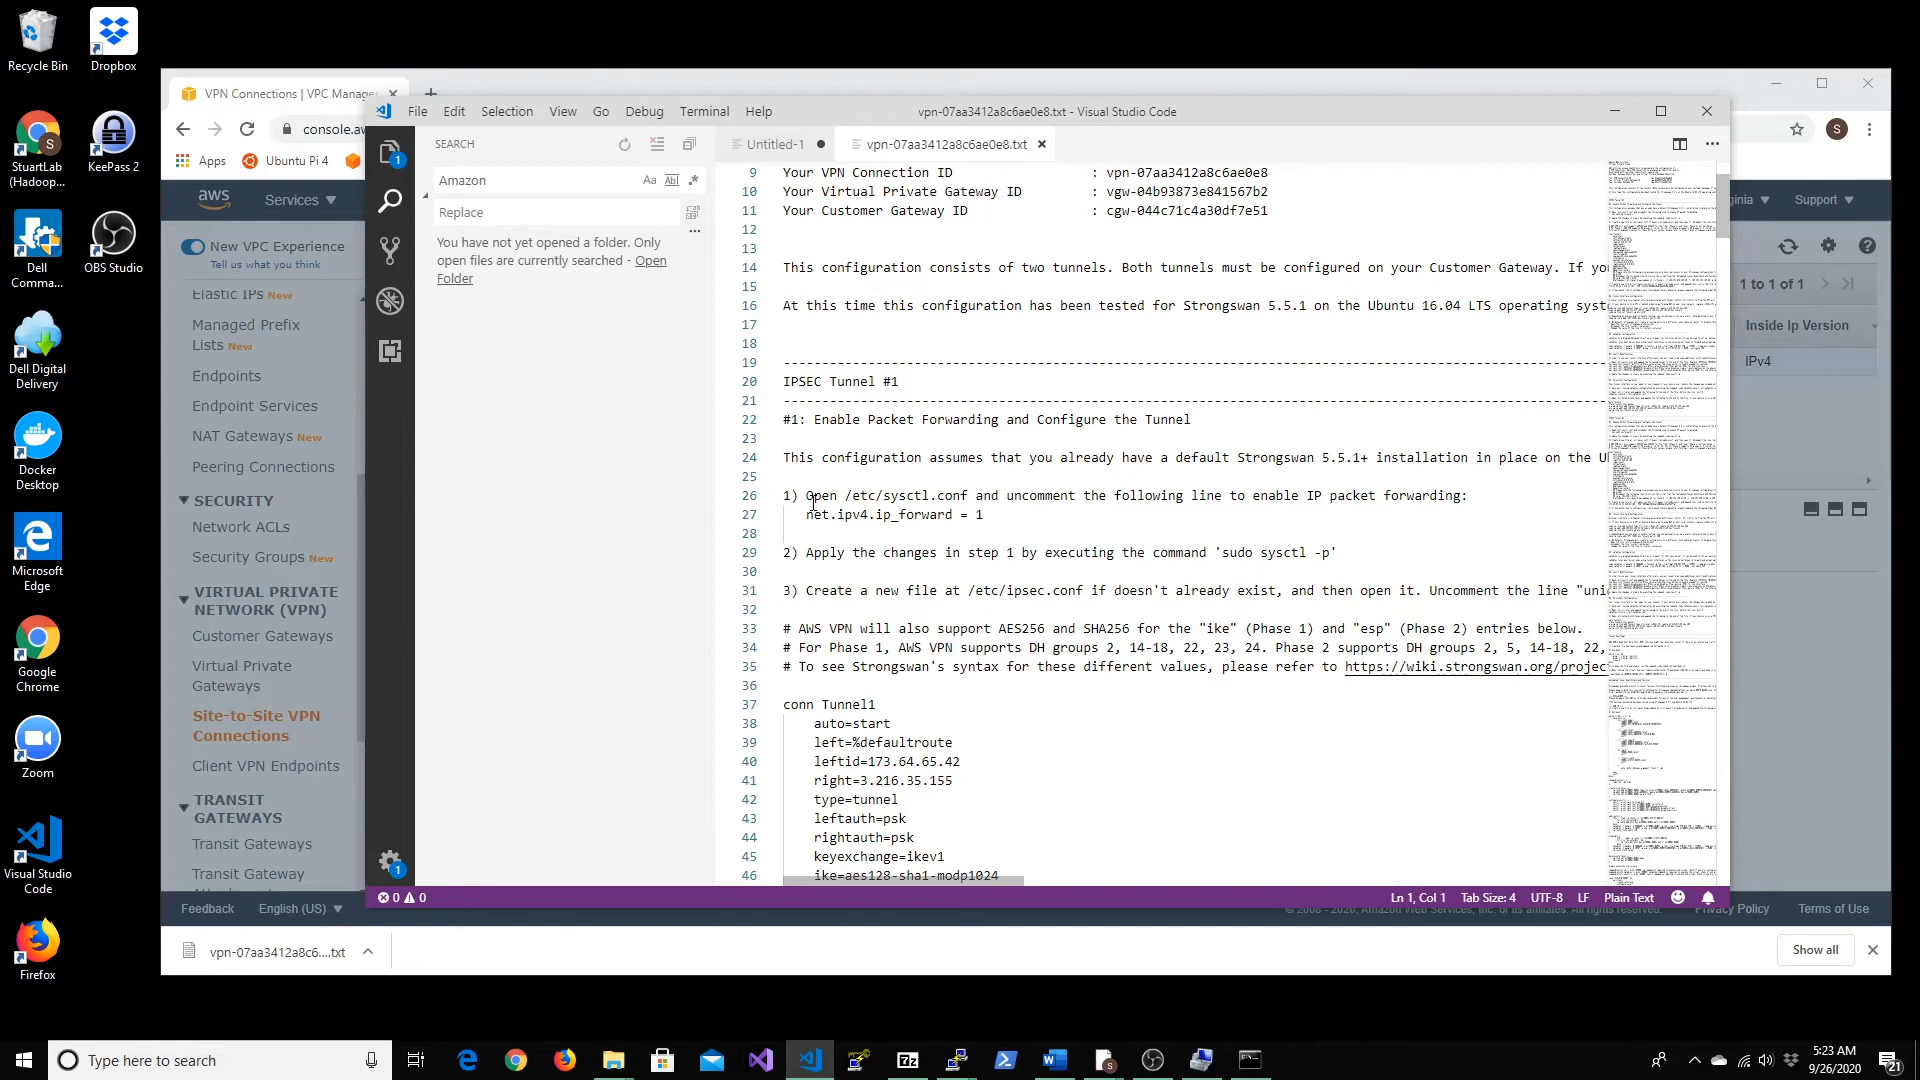 Recycle Bin
Dropbox
StuartLab
(Hadoop...
KeePass 2
Dell
Comma...
OBS Studio
Dell Digital
Delivery
Docker
Desktop
Microsoft
Edge
Google
Chrome
Zoom
Visual Studio
Code
Firefox
VPN Connections | VPC Manage
console.aw
Apps
Ubuntu Pi 4
S
aws
Services
ginia
Support
New VPC Experience
Tell us what you think
Elastic IPs New
Managed Prefix
Lists New
Endpoints
Endpoint Services
NAT Gateways New
Peering Connections
SECURITY
Network ACLs
Security Groups New
VIRTUAL PRIVATE
NETWORK (VPN)
Customer Gateways
Virtual Private
Gateways
Site-to-Site VPN
Connections
Client VPN Endpoints
TRANSIT
GATEWAYS
Transit Gateways
Transit Gateway
Feedback
English (US)
1 to 1 of 1
Inside Ip Version
IPv4
© 2008 - 2020, Amazon Web Services, Inc. or its affiliates. All rights reserved.
Privacy Policy
Terms of Use
File Edit Selection View Go Debug Terminal Help
vpn-07aa3412a8c6ae0e8.txt - Visual Studio Code
SEARCH
Untitled-1
vpn-07aa3412a8c6ae0e8.txt
Amazon
Aa Abl .*
Replace
You have not yet opened a folder. Only
open files are currently searched - Open
Folder
1
1
9 Your VPN Connection ID : vpn-07aa3412a8c6ae0e8
10 Your Virtual Private Gateway ID : vgw-04b93873e841567b2
11 Your Customer Gateway ID : cgw-044c71c4a30df7e51
12
13
14 This configuration consists of two tunnels. Both tunnels must be configured on your Customer Gateway. If you
15
16 At this time this configuration has been tested for Strongswan 5.5.1 on the Ubuntu 16.04 LTS operating syst
17
18
19 --------------------------------------------------------------------------------
20 IPSEC Tunnel #1
21 --------------------------------------------------------------------------------
22 #1: Enable Packet Forwarding and Configure the Tunnel
23
24 This configuration assumes that you already have a default Strongswan 5.5.1+ installation in place on the Ub
25
26 1) Open /etc/sysctl.conf and uncomment the following line to enable IP packet forwarding:
27 net.ipv4.ip_forward = 1
28
29 2) Apply the changes in step 1 by executing the command 'sudo sysctl -p'
30
31 3) Create a new file at /etc/ipsec.conf if doesn't already exist, and then open it. Uncomment the line "uni
32
33 # AWS VPN will also support AES256 and SHA256 for the "ike" (Phase 1) and "esp" (Phase 2) entries below.
34 # For Phase 1, AWS VPN supports DH groups 2, 14-18, 22, 23, 24. Phase 2 supports DH groups 2, 5, 14-18, 22,
35 # To see Strongswan's syntax for these different values, please refer to https://wiki.strongswan.org/projec
36
37 conn Tunnel1
38 auto=start
39 left=%defaultroute
40 leftid=173.64.65.42
41 right=3.216.35.155
42 type=tunnel
43 leftauth=psk
44 rightauth=psk
45 keyexchange=ikev1
46 ike=aes128-sha1-modp1024
0 0
Ln 1, Col 1 Tab Size: 4 UTF-8 LF Plain Text
vpn-07aa3412a8c6....txt
Show all
Type here to search
5:23 AM
9/26/2020
21